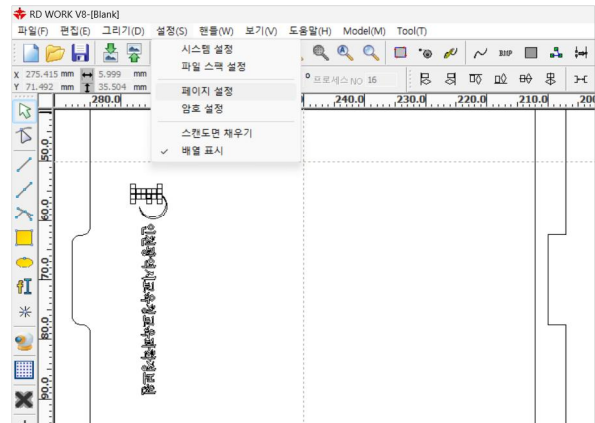 RD WORK V8-[Blank]
파일(F) 편집(E) 그리기(D) 설정(S) 핸들(W) 보기(V) 도움말(H) Model(M) Tool(T)
시스템 설정
파일 스팩 설정
페이지 설정
암호 설정
스캔도면 채우기
✓ 배열 표시
BMP
X 275.415 mm 5.999 mm
Y 71.492 mm 35.504 mm
° 프로세스 NO 16
280.0 240.0 230.0 220.0 210.0 200
50.0
60.0
70.0
80.0
90.0